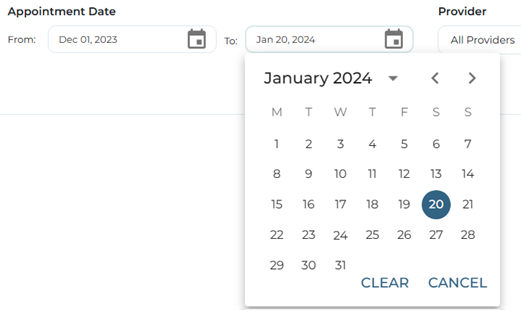 Appointment Date Provider
From: Dec 01, 2023 To: Jan 20, 2024 All Providers
January 2024
M T W T F S S
1 2 3 4 5 6 7
8 9 10 11 12 13 14
15 16 17 18 19 20 21
22 23 24 25 26 27 28
29 30 31
CLEAR CANCEL